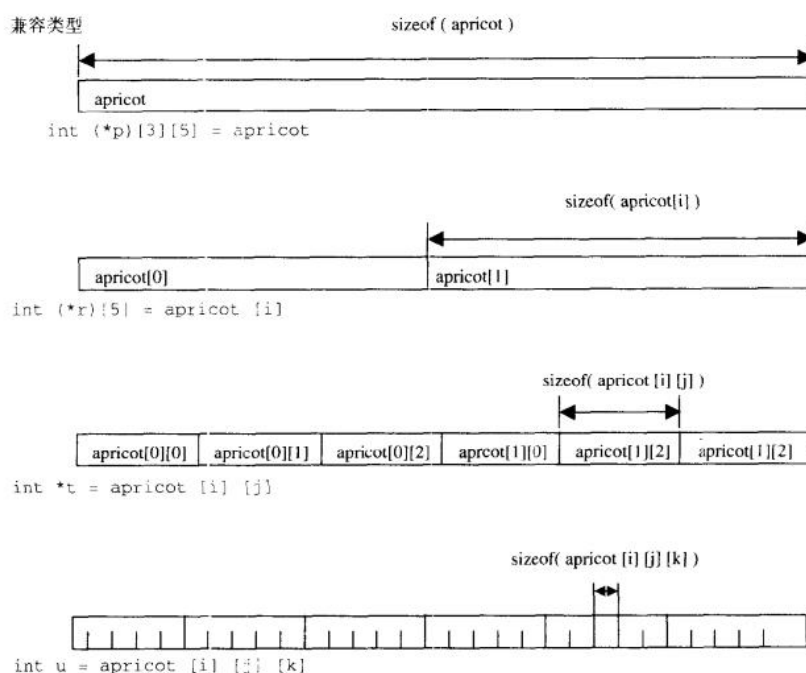 兼容类型
sizeof ( apricot )
apricot
int (*p)[3][5] = apricot
sizeof( apricot[i] )
apricot[0] apricot[1]
int (*r)[5] = apricot [i]
sizeof( apricot [i] [j] )
apricot[0][0] apricot[0][1] apricot[0][2] aprcot[1][0] apricot[1][2] apricot[1][2]
int *t = apricot [i] [j]
sizeof( apricot [i] [j] [k] )
int u = apricot [i] [j] [k]